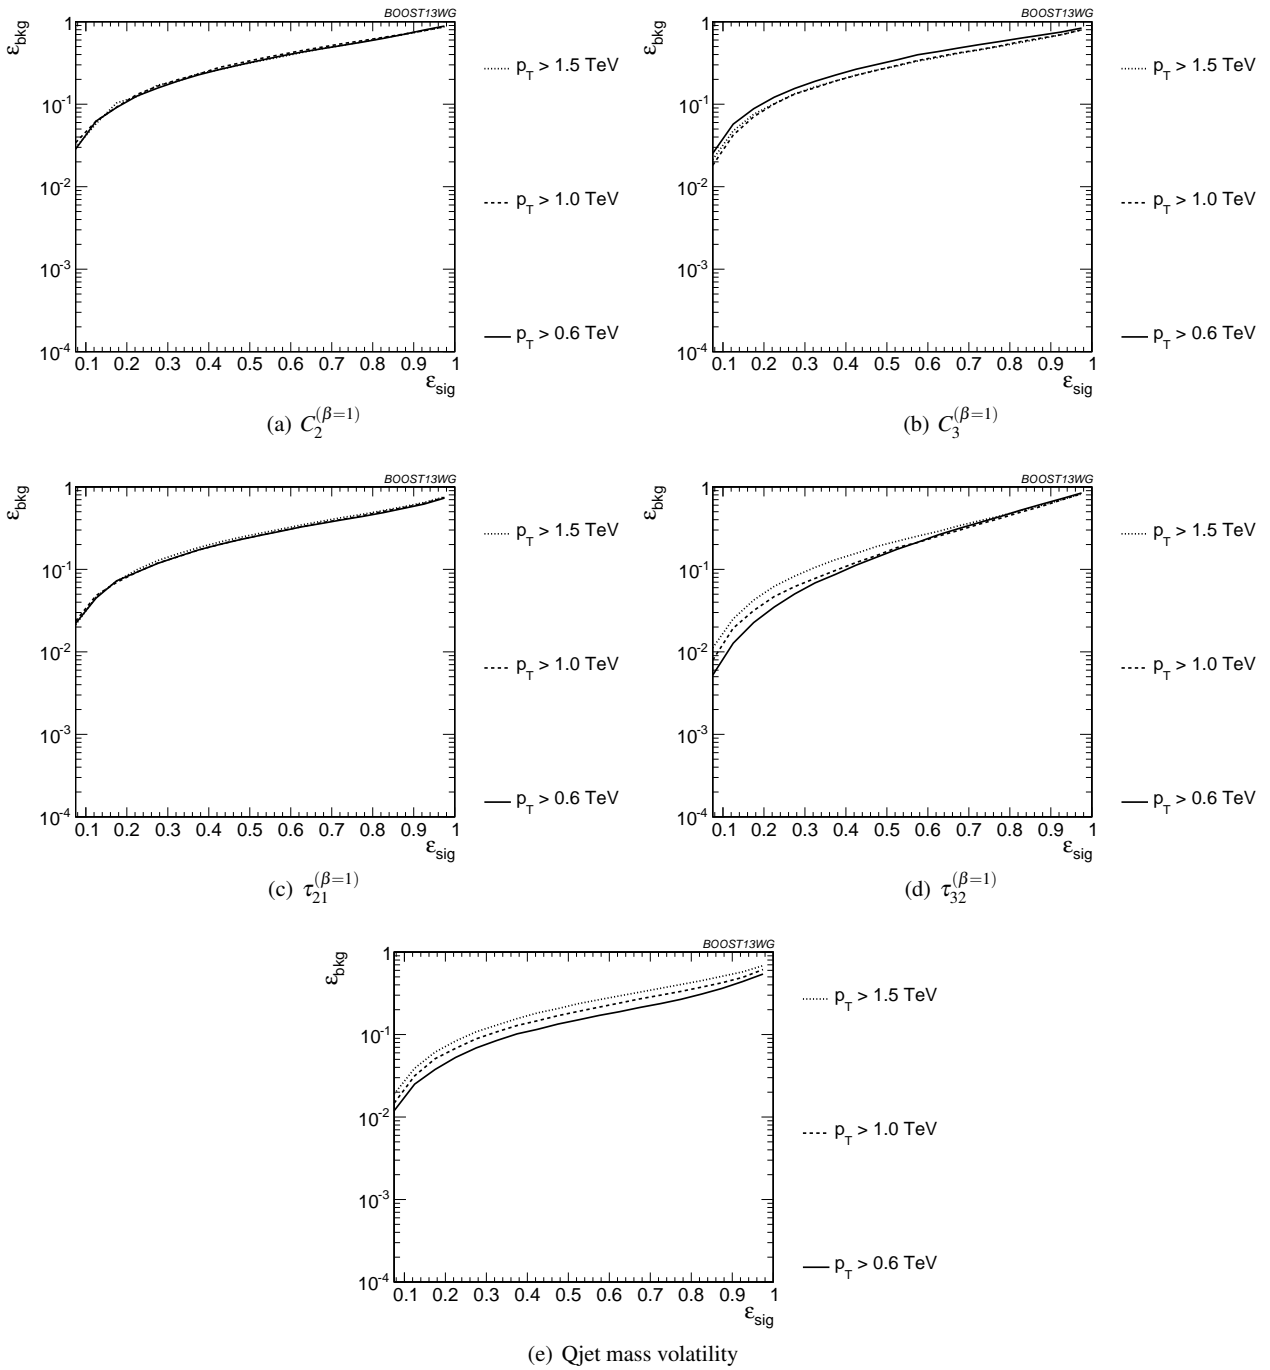 BOOST13WG
ε_bkg
1
10^-1
10^-2
10^-3
10^-4
0.1 0.2 0.3 0.4 0.5 0.6 0.7 0.8 0.9 1
ε_sig
p_T > 1.5 TeV
p_T > 1.0 TeV
p_T > 0.6 TeV
(a) C_2^(β=1)
BOOST13WG
ε_bkg
1
10^-1
10^-2
10^-3
10^-4
0.1 0.2 0.3 0.4 0.5 0.6 0.7 0.8 0.9 1
ε_sig
p_T > 1.5 TeV
p_T > 1.0 TeV
p_T > 0.6 TeV
(b) C_3^(β=1)
BOOST13WG
ε_bkg
1
10^-1
10^-2
10^-3
10^-4
0.1 0.2 0.3 0.4 0.5 0.6 0.7 0.8 0.9 1
ε_sig
p_T > 1.5 TeV
p_T > 1.0 TeV
p_T > 0.6 TeV
(c) τ_21^(β=1)
BOOST13WG
ε_bkg
1
10^-1
10^-2
10^-3
10^-4
0.1 0.2 0.3 0.4 0.5 0.6 0.7 0.8 0.9 1
ε_sig
p_T > 1.5 TeV
p_T > 1.0 TeV
p_T > 0.6 TeV
(d) τ_32^(β=1)
BOOST13WG
ε_bkg
1
10^-1
10^-2
10^-3
10^-4
0.1 0.2 0.3 0.4 0.5 0.6 0.7 0.8 0.9 1
ε_sig
p_T > 1.5 TeV
p_T > 1.0 TeV
p_T > 0.6 TeV
(e) Qjet mass volatility